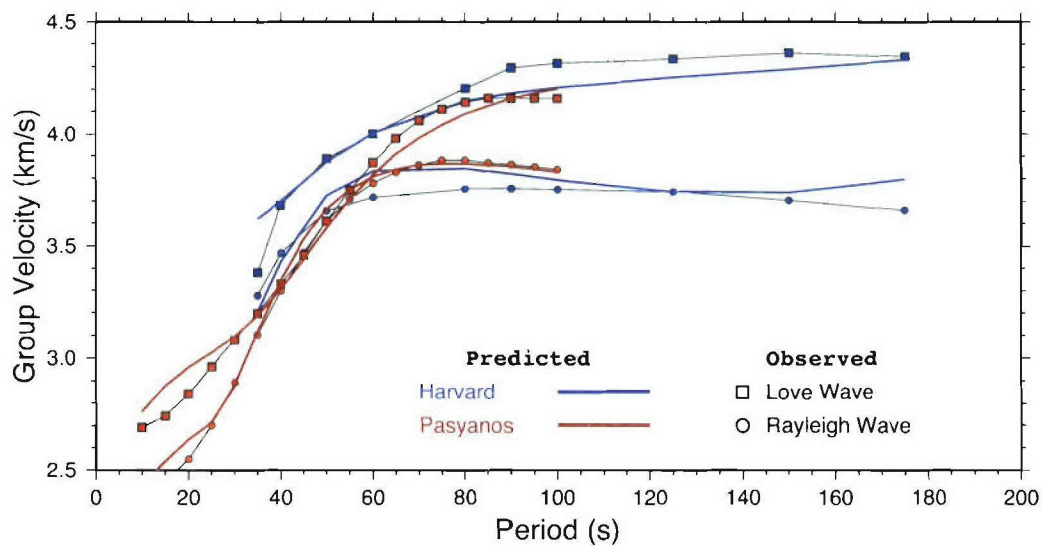 4.5
4.0
3.5
3.0
2.5
Group Velocity (km/s)
Predicted Observed
Harvard Love Wave
Pasyanos Rayleigh Wave
0 20 40 60 80 100 120 140 160 180 200
Period (s)